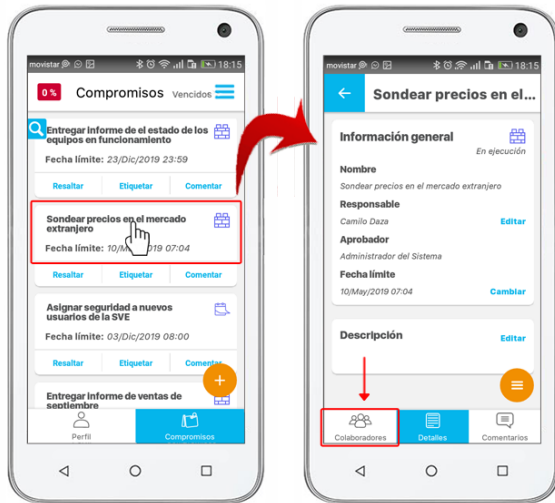 movistar 18:15
0 % Compromisos Vencidos
Entregar informe de el estado de los
equipos en funcionamiento
Fecha límite: 23/Dic/2019 23:59
Resaltar Etiquetar Comentar
Sondear precios en el mercado
extranjero
Fecha límite: 10/M 2019 07:04
Resaltar Etiquetar Comentar
Asignar seguridad a nuevos
usuarios de la SVE
Fecha límite: 03/Dic/2019 08:00
Resaltar Etiquetar Comentar
Entregar informe de ventas de
septiembre
Perfil Compromisos
movistar 18:15
Sondear precios en el...
Información general
En ejecución
Nombre
Sondear precios en el mercado extranjero
Responsable
Camilo Daza Editar
Aprobador
Administrador del Sistema
Fecha límite
10/May/2019 07:04 Cambiar
Descripción Editar
Colaboradores Detalles Comentarios